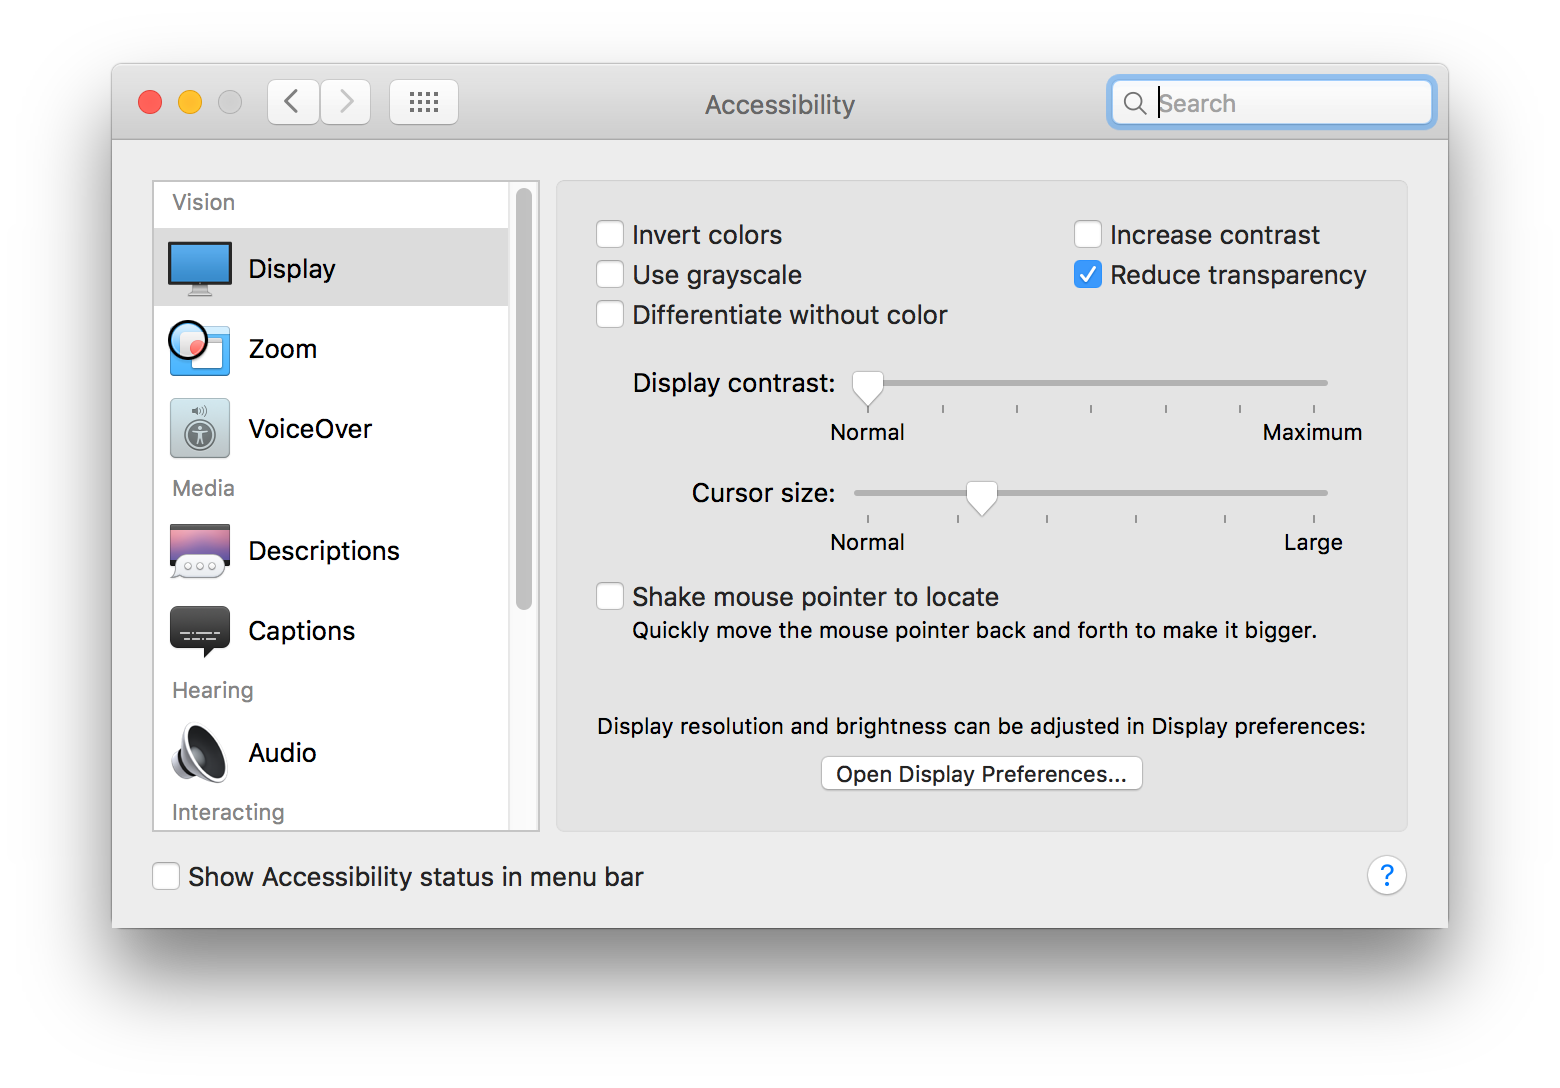 Accessibility
Search
Vision
Display
Zoom
VoiceOver
Media
Descriptions
Captions
Hearing
Audio
Interacting
Invert colors
Use grayscale
Differentiate without color
Increase contrast
Reduce transparency
Display contrast:
Normal
Maximum
Cursor size:
Normal
Large
Shake mouse pointer to locate
Quickly move the mouse pointer back and forth to make it bigger.
Display resolution and brightness can be adjusted in Display preferences:
Open Display Preferences...
Show Accessibility status in menu bar
?